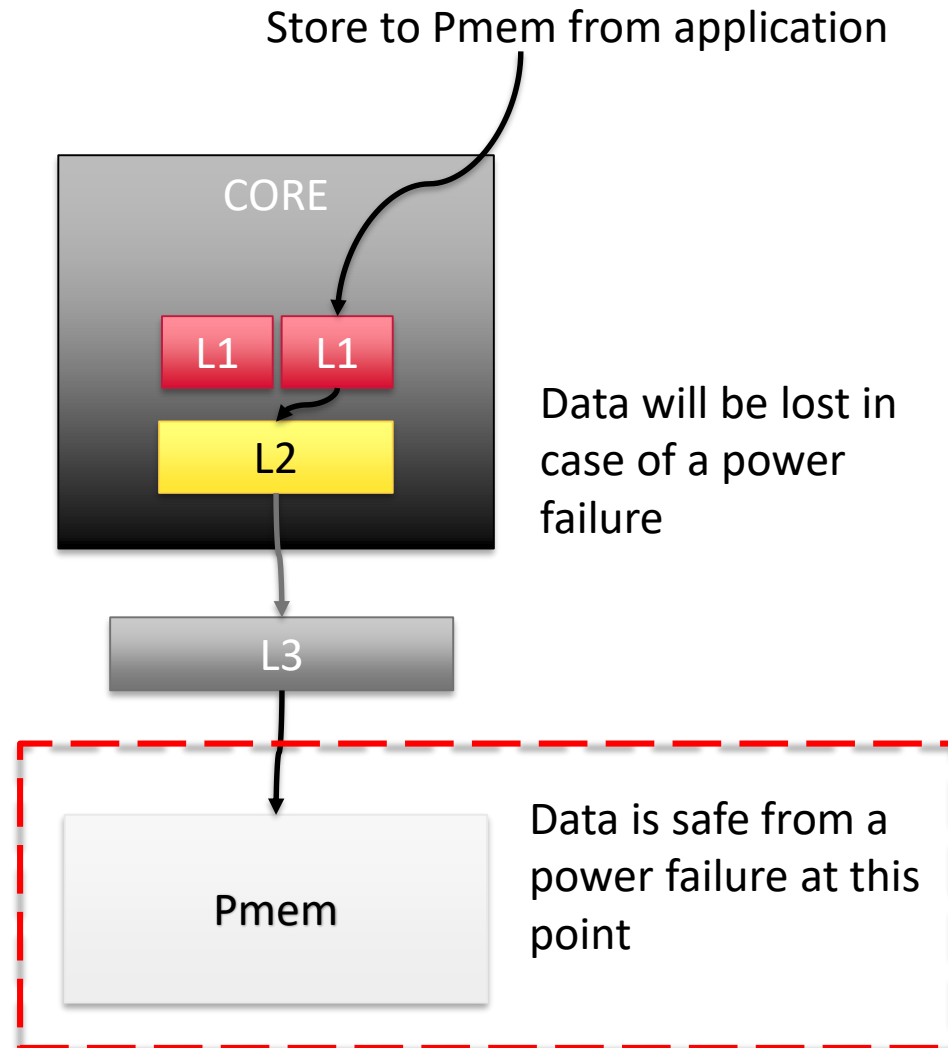 Store to Pmem from application
CORE
L1 L1
L2
Data will be lost in
case of a power
failure
L3
Data is safe from a
power failure at this
point
Pmem